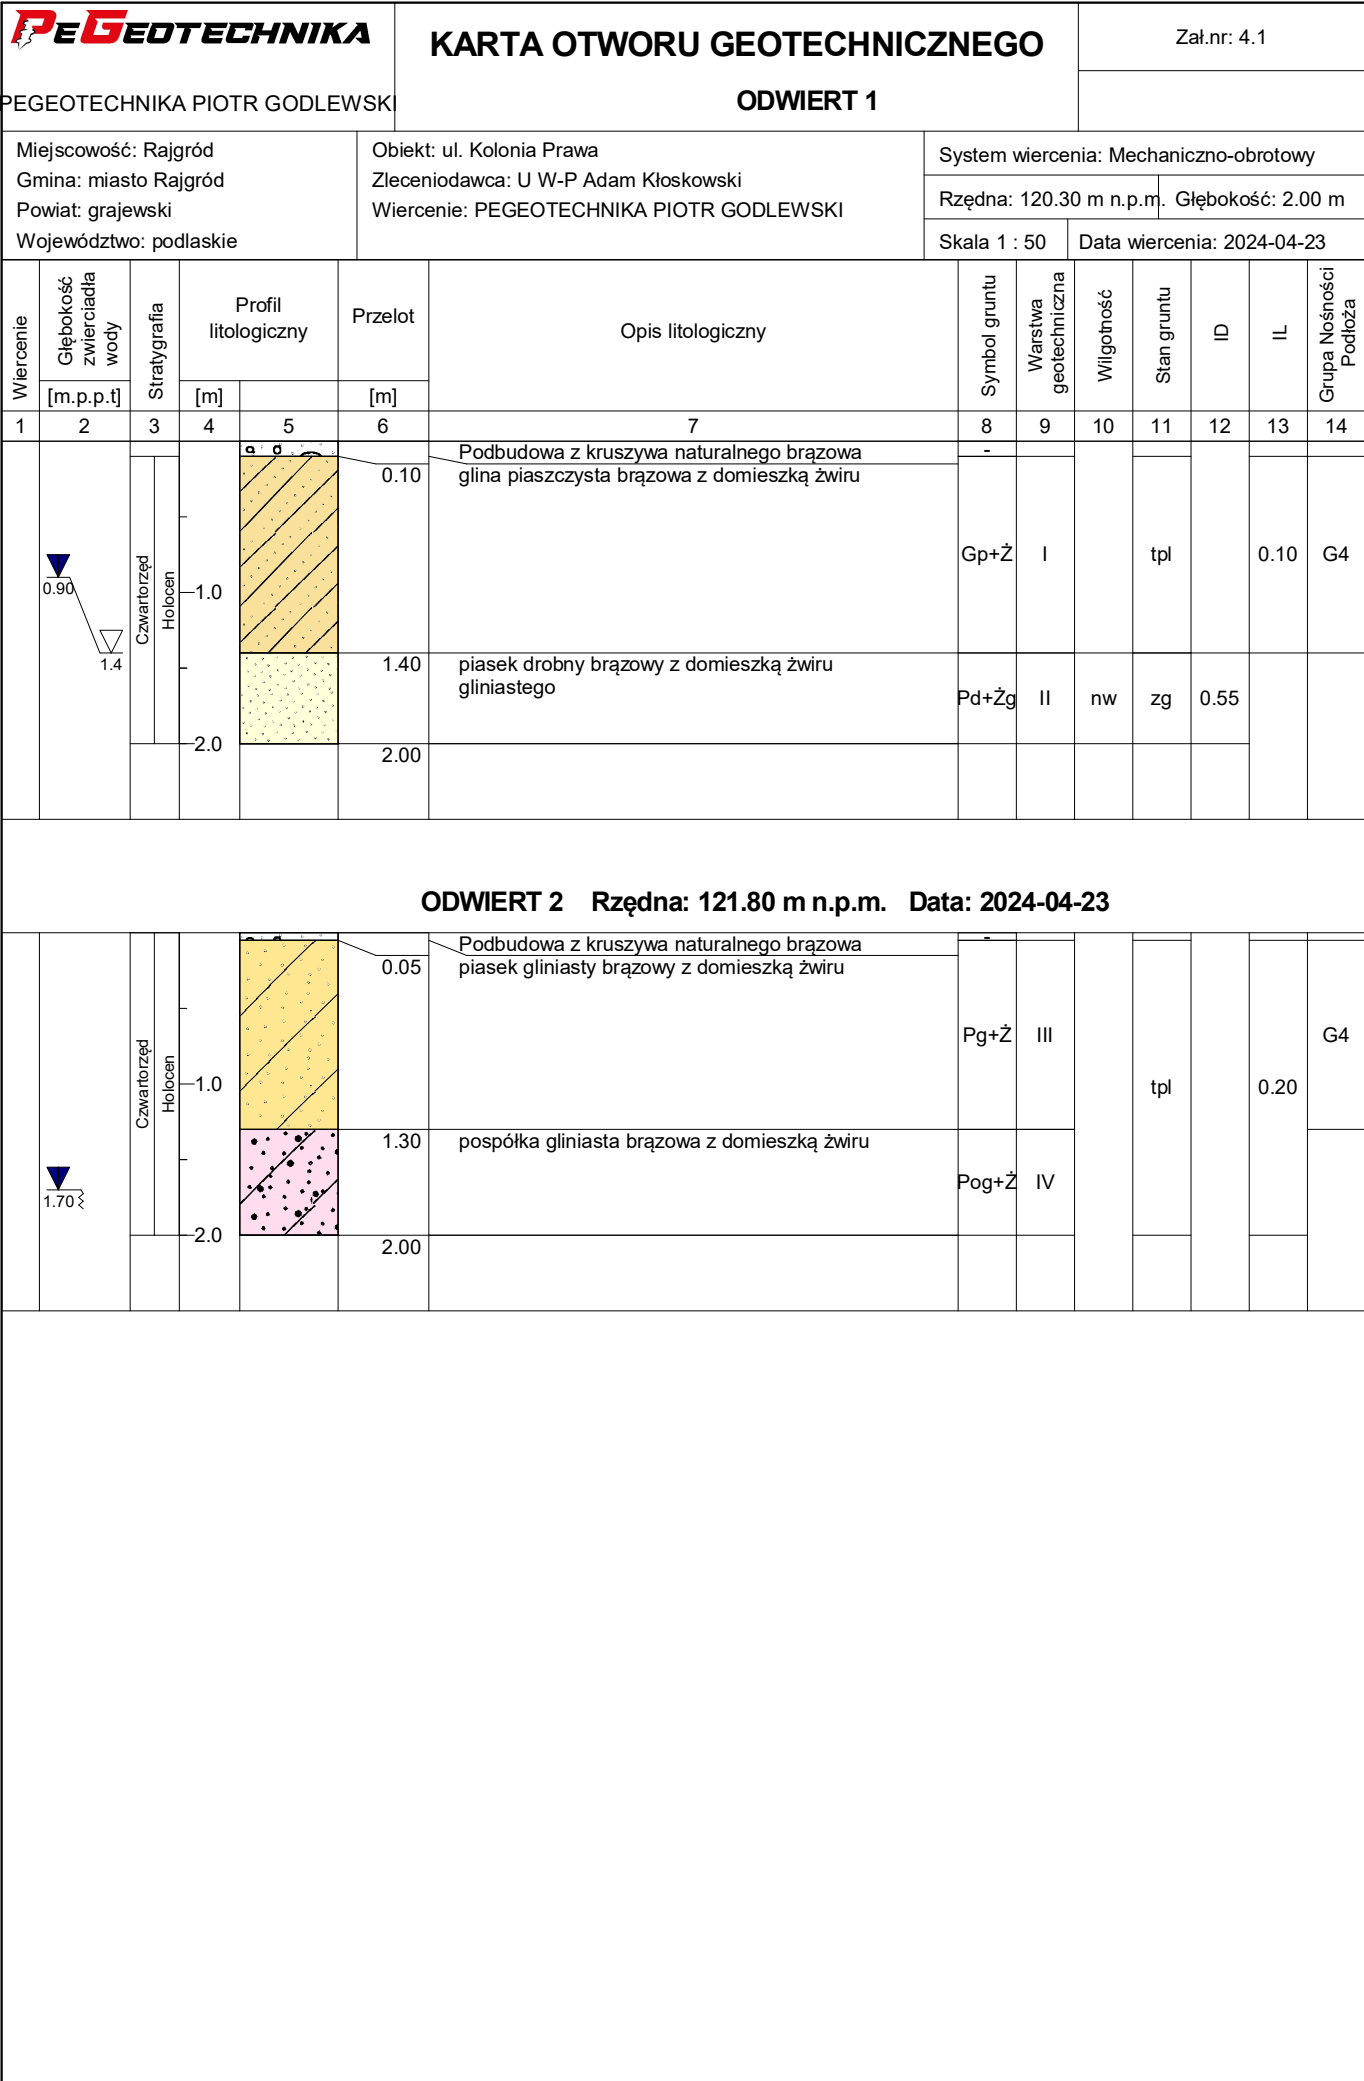 PEGEOTECHNIKA
PEGEOTECHNIKA PIOTR GODLEWSKI
KARTA OTWORU GEOTECHNICZNEGO
ODWIERT 1
Zał.nr: 4.1
Miejscowość: Rajgród
Gmina: miasto Rajgród
Powiat: grajewski
Województwo: podlaskie
Obiekt: ul. Kolonia Prawa
Zleceniodawca: U W-P Adam Kłoskowski
Wiercenie: PEGEOTECHNIKA PIOTR GODLEWSKI
System wiercenia: Mechaniczno-obrotowy
Rzędna: 120.30 m n.p.m. Głębokość: 2.00 m
Skala 1 : 50 Data wiercenia: 2024-04-23
Wiercenie
Głębokość
zwierciadła
wody
[m.p.p.t]
Stratygrafia
Profil
litologiczny
[m]
Przelot
[m]
Opis litologiczny
Symbol gruntu
Warstwa
geotechniczna
Wilgotność
Stan gruntu
ID
IL
Grupa Nośności
Podłoża
1 2 3 4 5 6 7 8 9 10 11 12 13 14
Podbudowa z kruszywa naturalnego brązowa -
0.10 glina piaszczysta brązowa z domieszką żwiru
Gp+Ż I tpl 0.10 G4
0.90
1.4
Czwartorzęd
Holocen
1.0
1.40 piasek drobny brązowy z domieszką żwiru
gliniastego
Pd+Żg II nw zg 0.55
2.0
2.00
ODWIERT 2 Rzędna: 121.80 m n.p.m. Data: 2024-04-23
Podbudowa z kruszywa naturalnego brązowa -
0.05 piasek gliniasty brązowy z domieszką żwiru
Pg+Ż III G4
Czwartorzęd
Holocen
1.0
tpl 0.20
1.30 pospółka gliniasta brązowa z domieszką żwiru
Pog+Ż IV
1.70
2.0
2.00